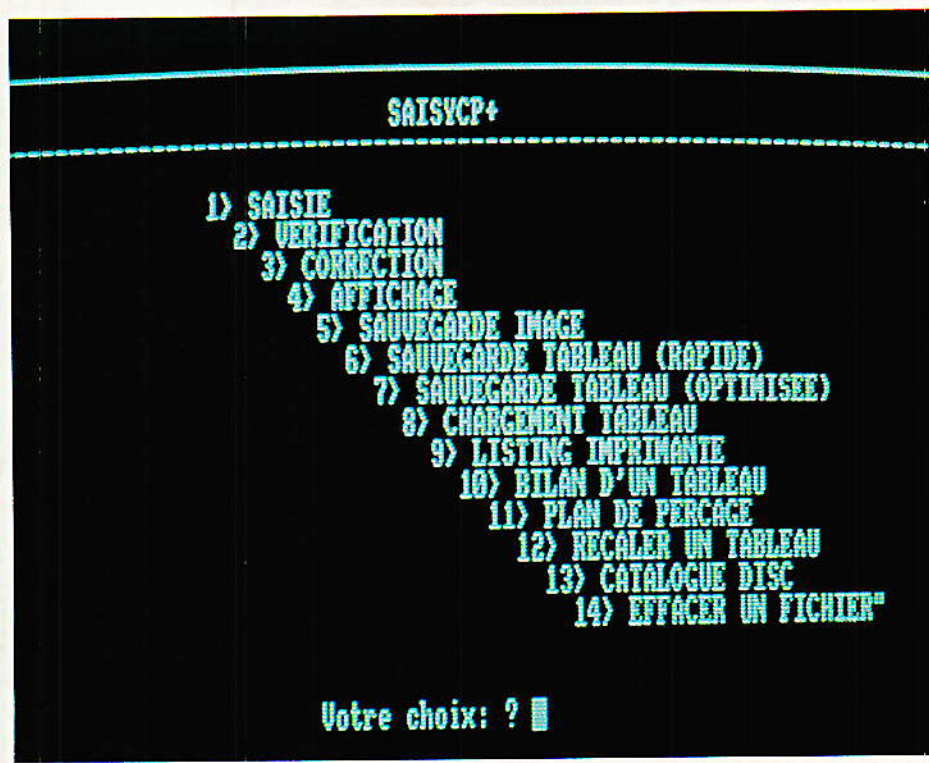 SAISYCP+
1) SAISIE
2) VERIFICATION
3) CORRECTION
4) AFFICHAGE
5) SAUVEGARDE IMAGE
6) SAUVEGARDE TABLEAU (RAPIDE)
7) SAUVEGARDE TABLEAU (OPTIMISEE)
8) CHARGEMENT TABLEAU
9) LISTING IMPRIMANTE
10) BILAN D'UN TABLEAU
11) PLAN DE PERCAGE
12) RECALER UN TABLEAU
13) CATALOGUE DISC
14) EFFACER UN FICHIER"
Votre choix: ?